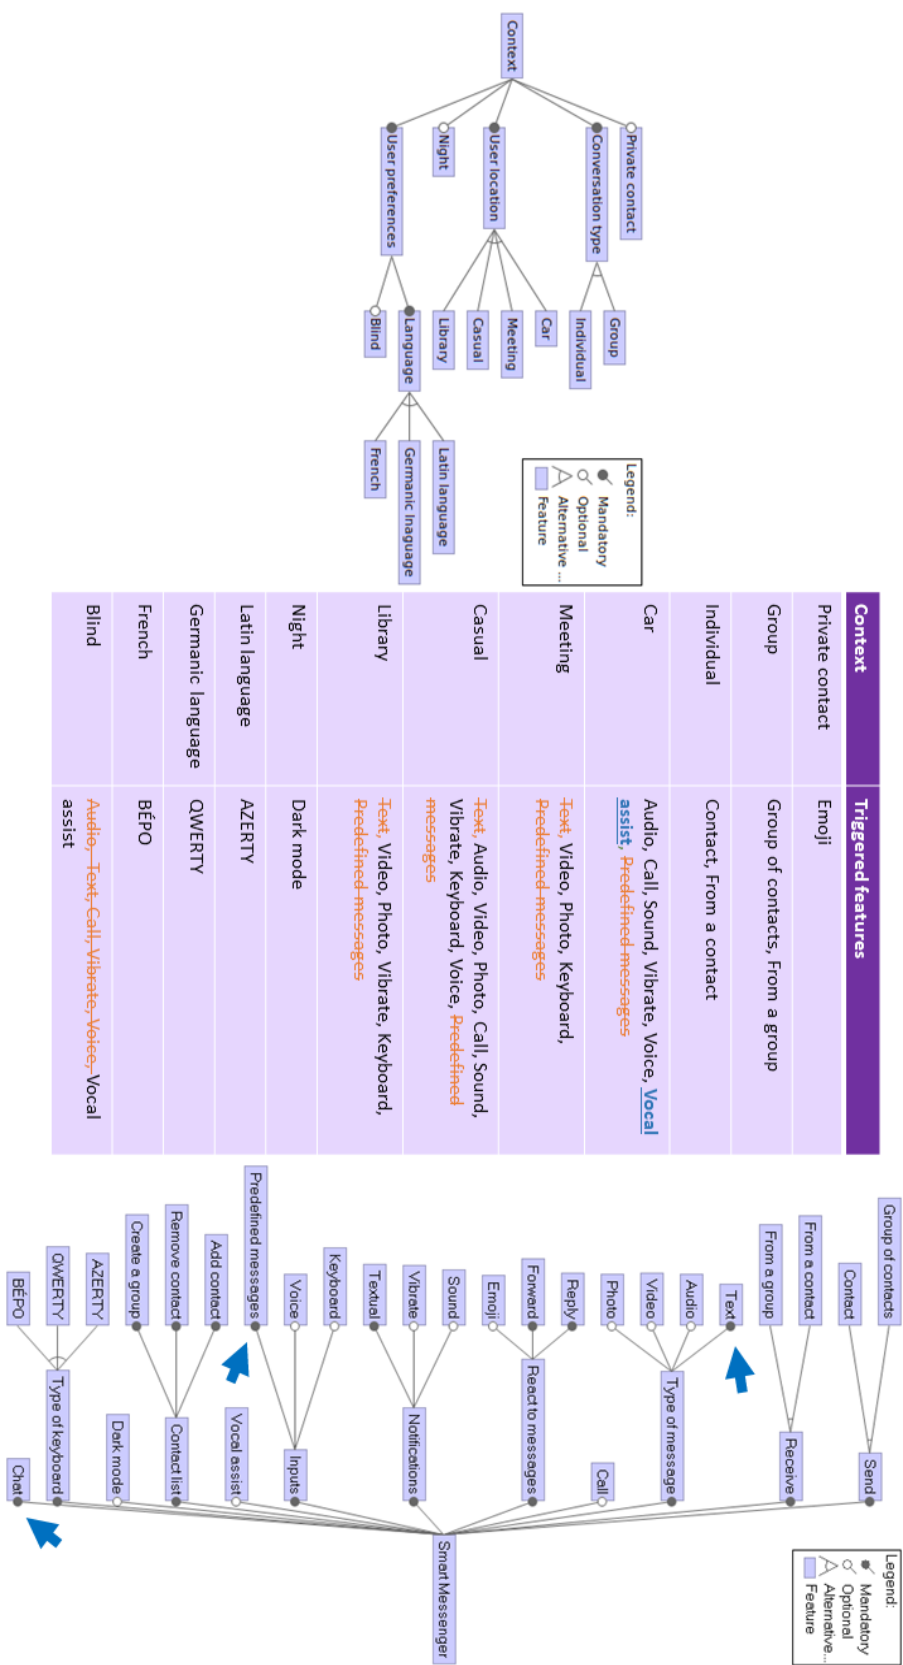 Context
Private contact
Conversation type
User location
Night
User preferences
Group
Individual
Car
Meeting
Casual
Library
Language
Blind
Latin language
Germanic lnaguage
French
Legend:
Mandatory
Optional
Alternative ...
Feature
Context Triggered features
Private contact Emoji
Group Group of contacts, From a group
Individual Contact, From a contact
Car Audio, Call, Sound, Vibrate, Voice, Vocal
assist, Predefined messages
Meeting Text, Video, Photo, Keyboard,
Predefined messages
Casual Text, Audio, Video, Photo, Call, Sound,
Vibrate, Keyboard, Voice, Predefined
messages
Library Text, Video, Photo, Vibrate, Keyboard,
Predefined messages
Night Dark mode
Latin language AZERTY
Germanic language QWERTY
French BÉPO
Blind Audio, Text, Call, Vibrate, Voice, Vocal
assist
Group of contacts
Contact
Send
From a contact
From a group
Receive
Text
Audio
Video
Photo
Type of message
Call
Reply
Forward
Emoji
React to messages
Sound
Vibrate
Textual
Notifications
Keyboard
Voice
Predefined messages
Inputs
Vocal assist
Add contact
Remove contact
Create a group
Contact list
Dark mode
AZERTY
QWERTY
BÉPO
Type of keyboard
Chat
Smart Messenger
Legend:
Mandatory
Optional
Alternative...
Feature